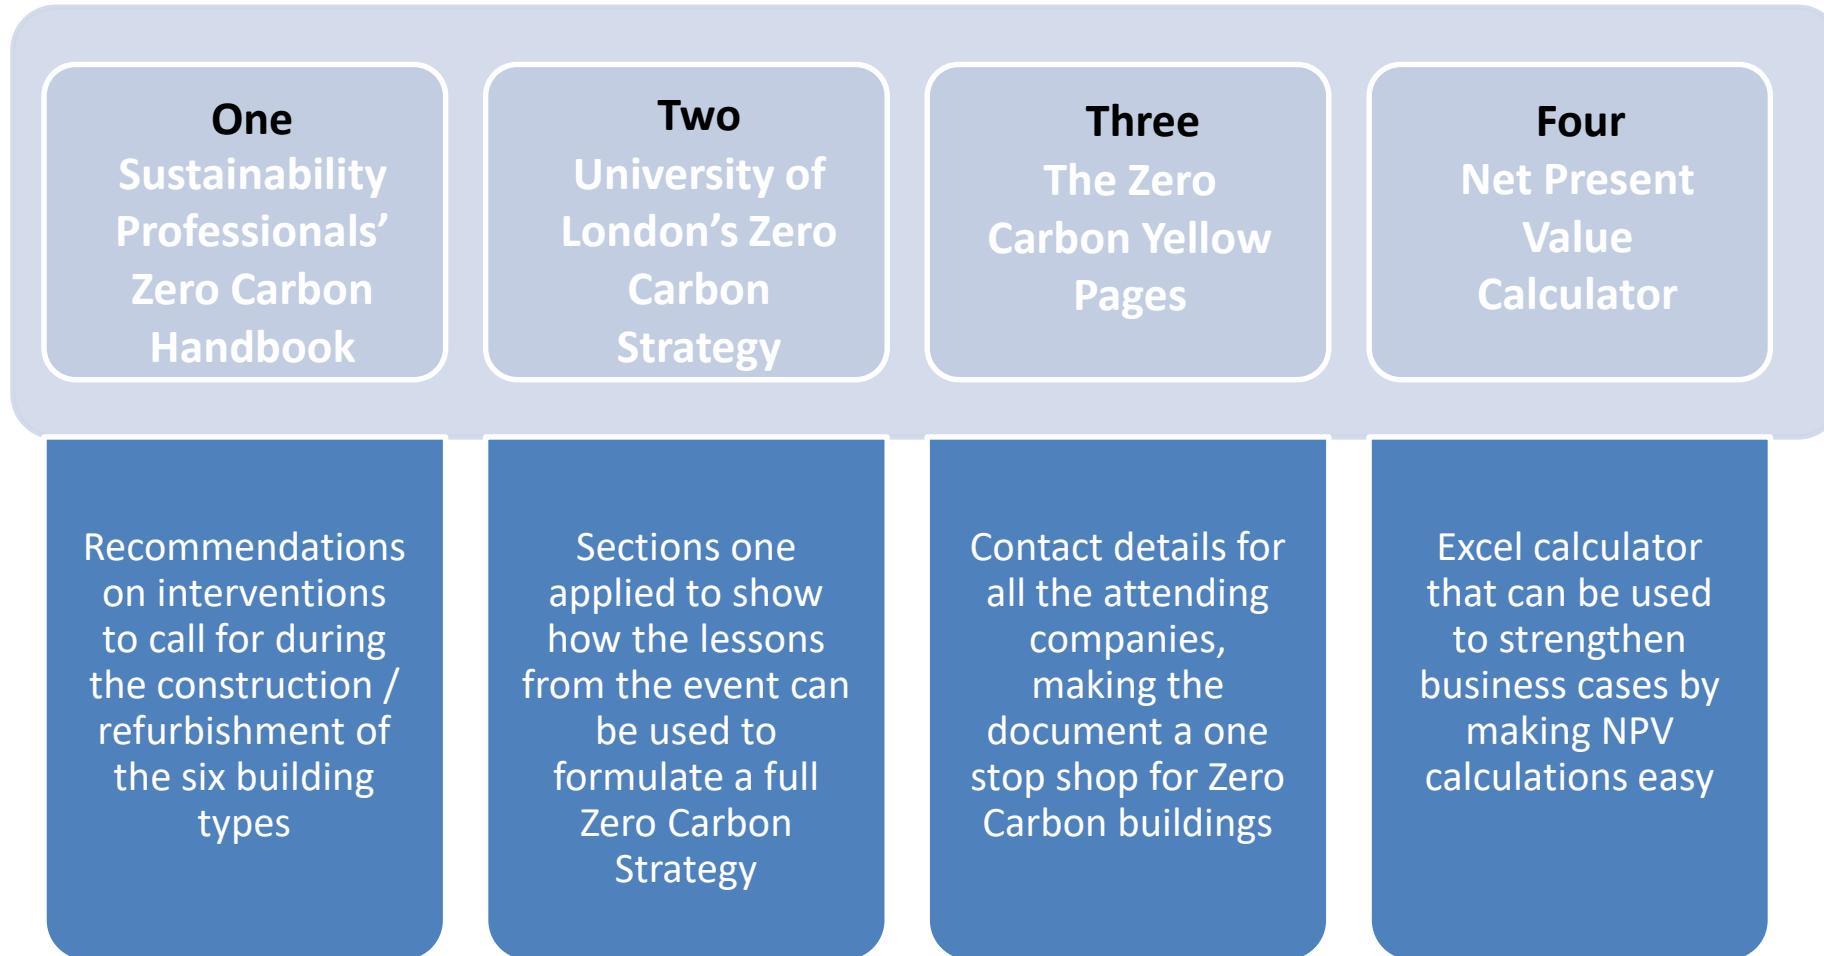 One
Sustainability
Professionals’
Zero Carbon
Handbook
Two
University of
London’s Zero
Carbon
Strategy
Three
The Zero
Carbon Yellow
Pages
Four
Net Present
Value
Calculator
Recommendations
on interventions
to call for during
the construction /
refurbishment of
the six building
types
Sections one
applied to show
how the lessons
from the event can
be used to
formulate a full
Zero Carbon
Strategy
Contact details for
all the attending
companies,
making the
document a one
stop shop for Zero
Carbon buildings
Excel calculator
that can be used
to strengthen
business cases by
making NPV
calculations easy